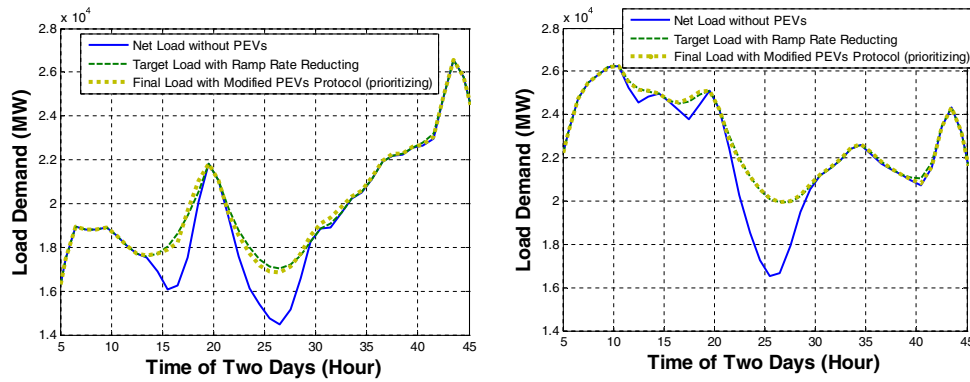 x 10⁴
Net Load without PEVs
Target Load with Ramp Rate Reducting
Final Load with Modified PEVs Protocol (prioritizing)
2.8
2.6
2.4
2.2
2
1.8
1.6
1.4
Load Demand (MW)
5 10 15 20 25 30 35 40 45
Time of Two Days (Hour)
x 10⁴
Net Load without PEVs
Target Load with Ramp Rate Reducting
Final Load with Modified PEVs Protocol (prioritizing)
2.8
2.6
2.4
2.2
2
1.8
1.6
1.4
Load Demand (MW)
5 10 15 20 25 30 35 40 45
Time of Two Days (Hour)